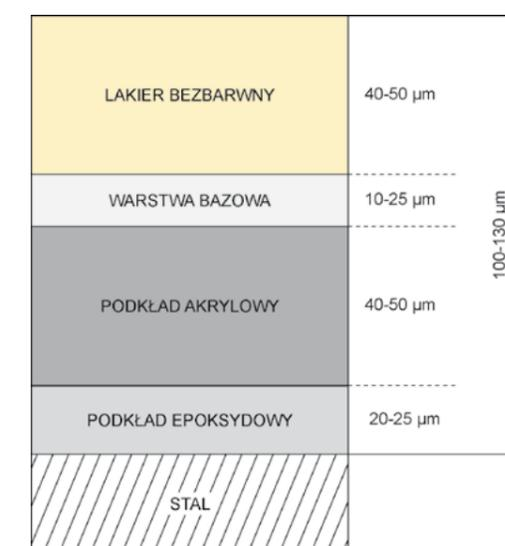 LAKIER BEZBARWNY 40-50 µm
WARSTWA BAZOWA 10-25 µm
100-130 µm
PODKŁAD AKRYLOWY 40-50 µm
PODKŁAD EPOKSYDOWY 20-25 µm
STAL